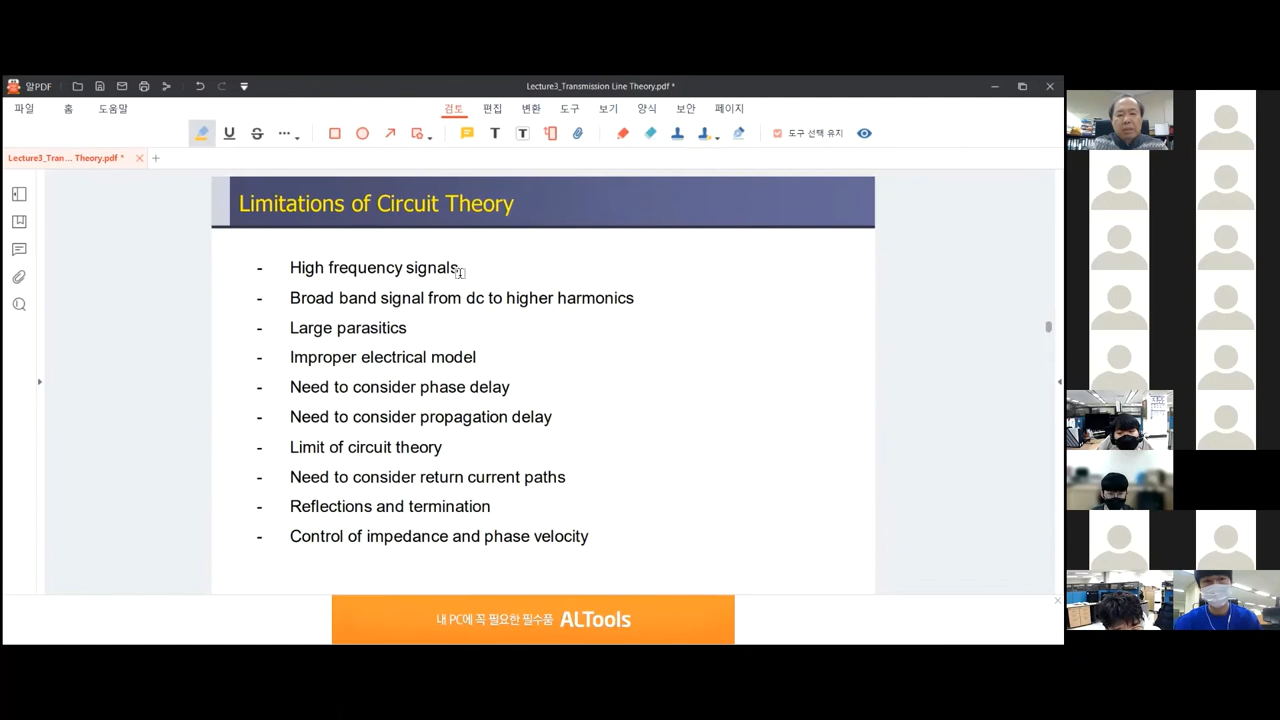 알PDF
Lecture3_Transmission Line Theory.pdf *
파일 홈 도움말 검토 편집 변환 도구 보기 양식 보안 페이지
도구 선택 유지
Lecture3_Tran... Theory.pdf *
Limitations of Circuit Theory
- High frequency signals
- Broad band signal from dc to higher harmonics
- Large parasitics
- Improper electrical model
- Need to consider phase delay
- Need to consider propagation delay
- Limit of circuit theory
- Need to consider return current paths
- Reflections and termination
- Control of impedance and phase velocity
내 PC에 꼭 필요한 필수품 ALTools